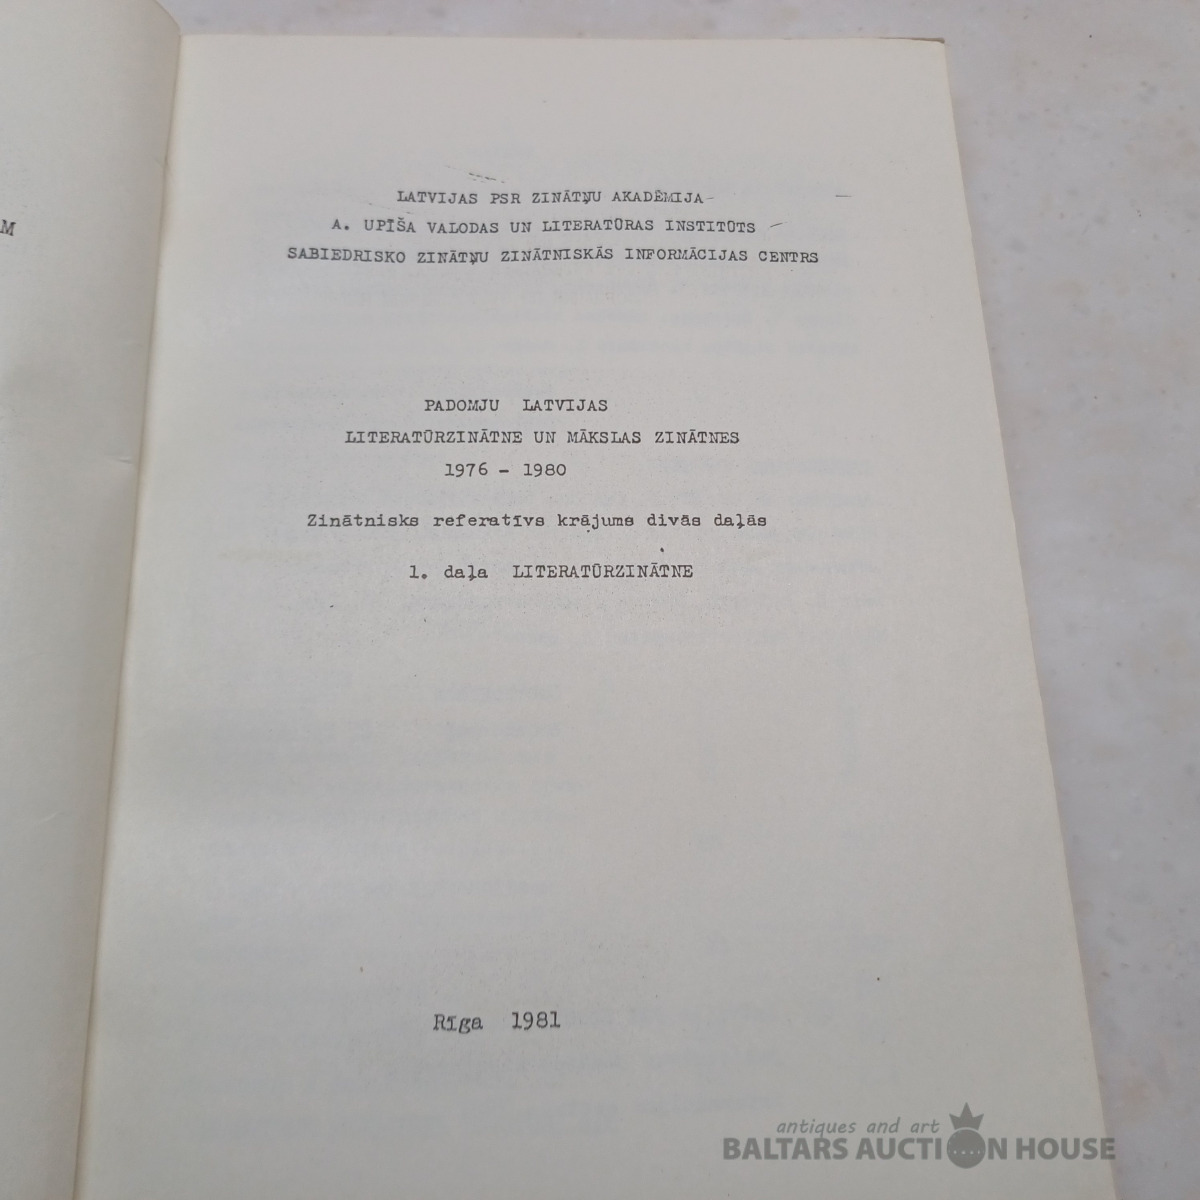 M
LATVIJAS PSR ZINĀTŅU AKADĒMIJA
A. UPĪŠA VALODAS UN LITERATŪRAS INSTITŪTS
SABIEDRISKO ZINĀTŅU ZINĀTNISKĀS INFORMĀCIJAS CENTRS
PADOMJU LATVIJAS
LITERATŪRZINĀTNE UN MĀKSLAS ZINĀTNES
1976 - 1980
Zinātnisks referatīvs krājums divās daļās
1. daļa LITERATŪRZINĀTNE
Rīga 1981
antiques and art
BALTARS AUCTION HOUSE